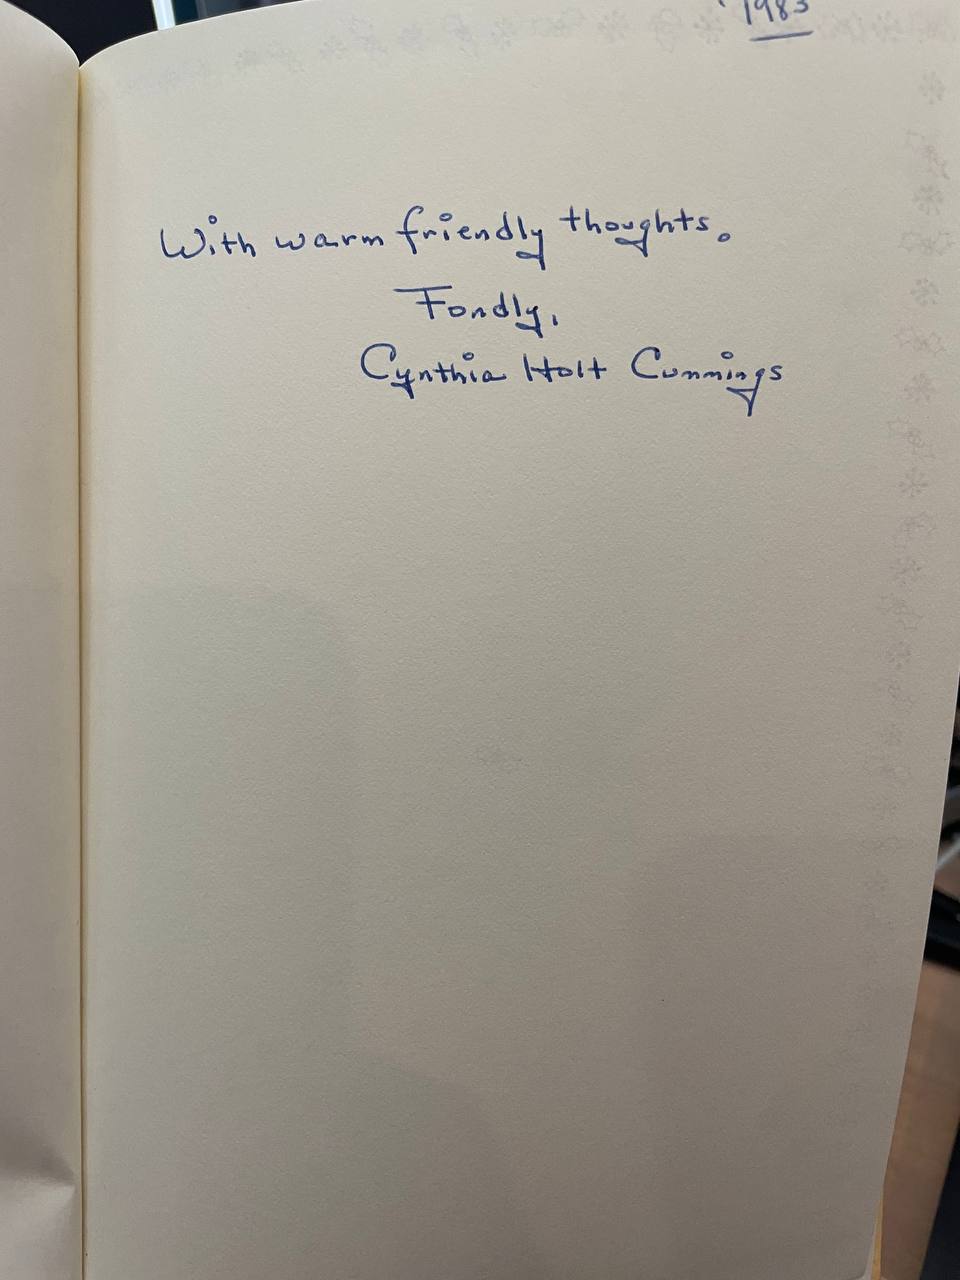 '1983
With warm friendly thoughts.
Fondly,
Cynthia Holt Cummings